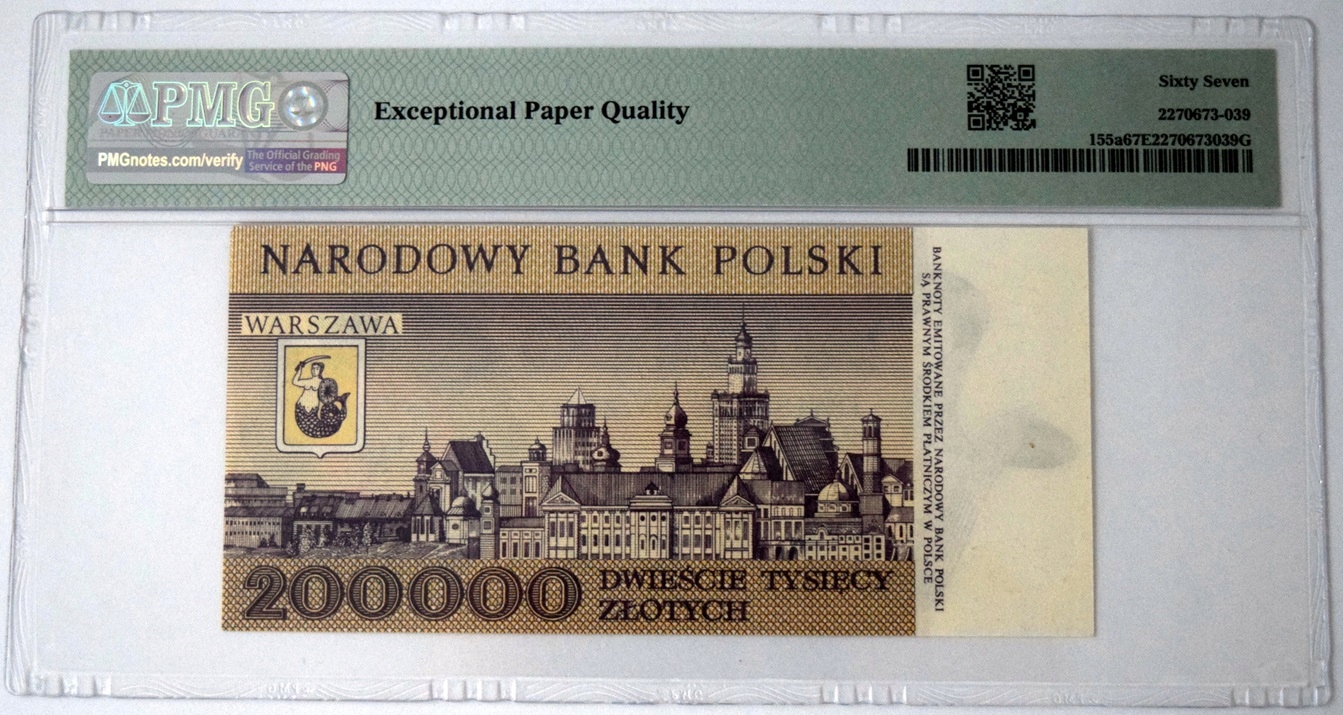 PMG
PMGnotes.com/verify
The Official Grading
Service of the PNG
Exceptional Paper Quality
Sixty Seven
2270673-039
155a67E2270673039G
NARODOWY BANK POLSKI
WARSZAWA
BANKNOTY EMITOWANE PRZEZ NARODOWY BANK POLSKI
SĄ PRAWNYM ŚRODKIEM PŁATNICZYM W POLSCE
200000
DWIEŚCIE TYSIĘCY
ZŁOTYCH